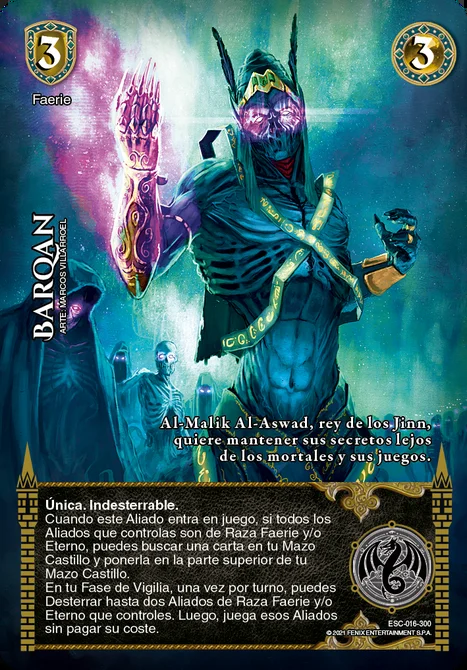 3
3
Faerie
BARQAN
ARTE: MARCOS VILLARROEL
Al-Malik Al-Aswad, rey de los Jinn,
quiere mantener sus secretos lejos
de los mortales y sus juegos.
Única. Indesterrable.
Cuando este Aliado entra en juego, si todos los
Aliados que controlas son de Raza Faerie y/o
Eterno, puedes buscar una carta en tu Mazo
Castillo y ponerla en la parte superior de tu
Mazo Castillo.
En tu Fase de Vigilia, una vez por turno, puedes
Desterrar hasta dos Aliados de Raza Faerie y/o
Eterno que controles. Luego, juega esos Aliados
sin pagar su coste.
ESC-016-300
© 2021 FENIX ENTERTAINMENT S.P.A.